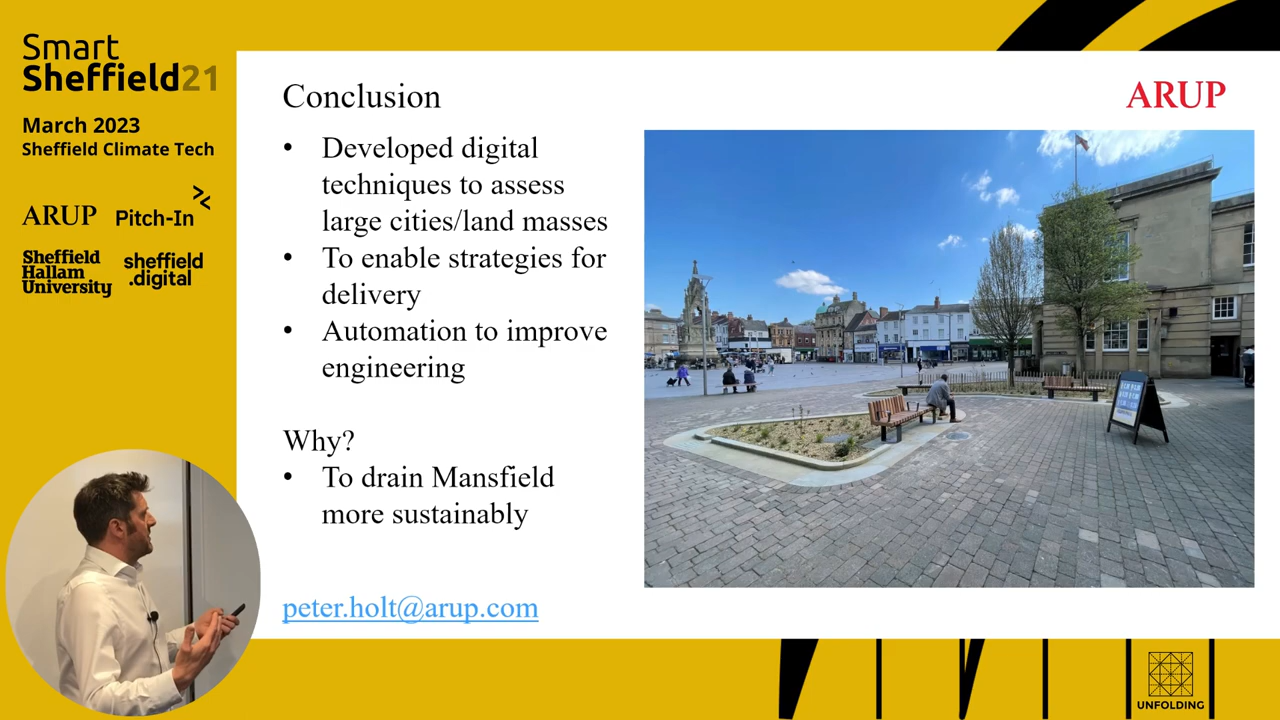 Smart
Sheffield21
March 2023
Sheffield Climate Tech
ARUP
Pitch-In
Sheffield
Hallam
University
sheffield
.digital
Conclusion
ARUP
• Developed digital
techniques to assess
large cities/land masses
• To enable strategies for
delivery
• Automation to improve
engineering
Why?
• To drain Mansfield
more sustainably
peter.holt@arup.com
UNFOLDING